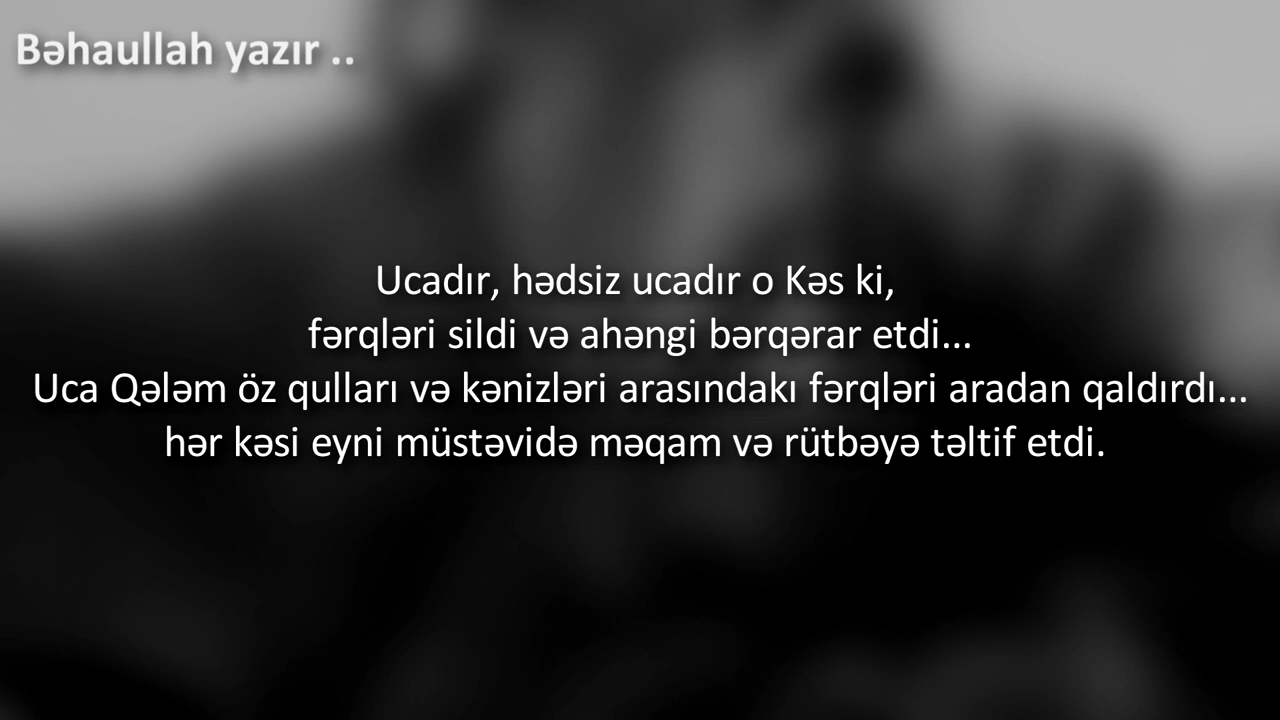 Bəhaullah yazır ..
Ucadır, hədsiz ucadır o Kəs ki,
fərqləri sildi və ahəngi bərqərar etdi...
Uca Qələm öz qulları və kənizləri arasındakı fərqləri aradan qaldırdı...
hər kəsi eyni müstəvidə məqam və rütbəyə təltif etdi.